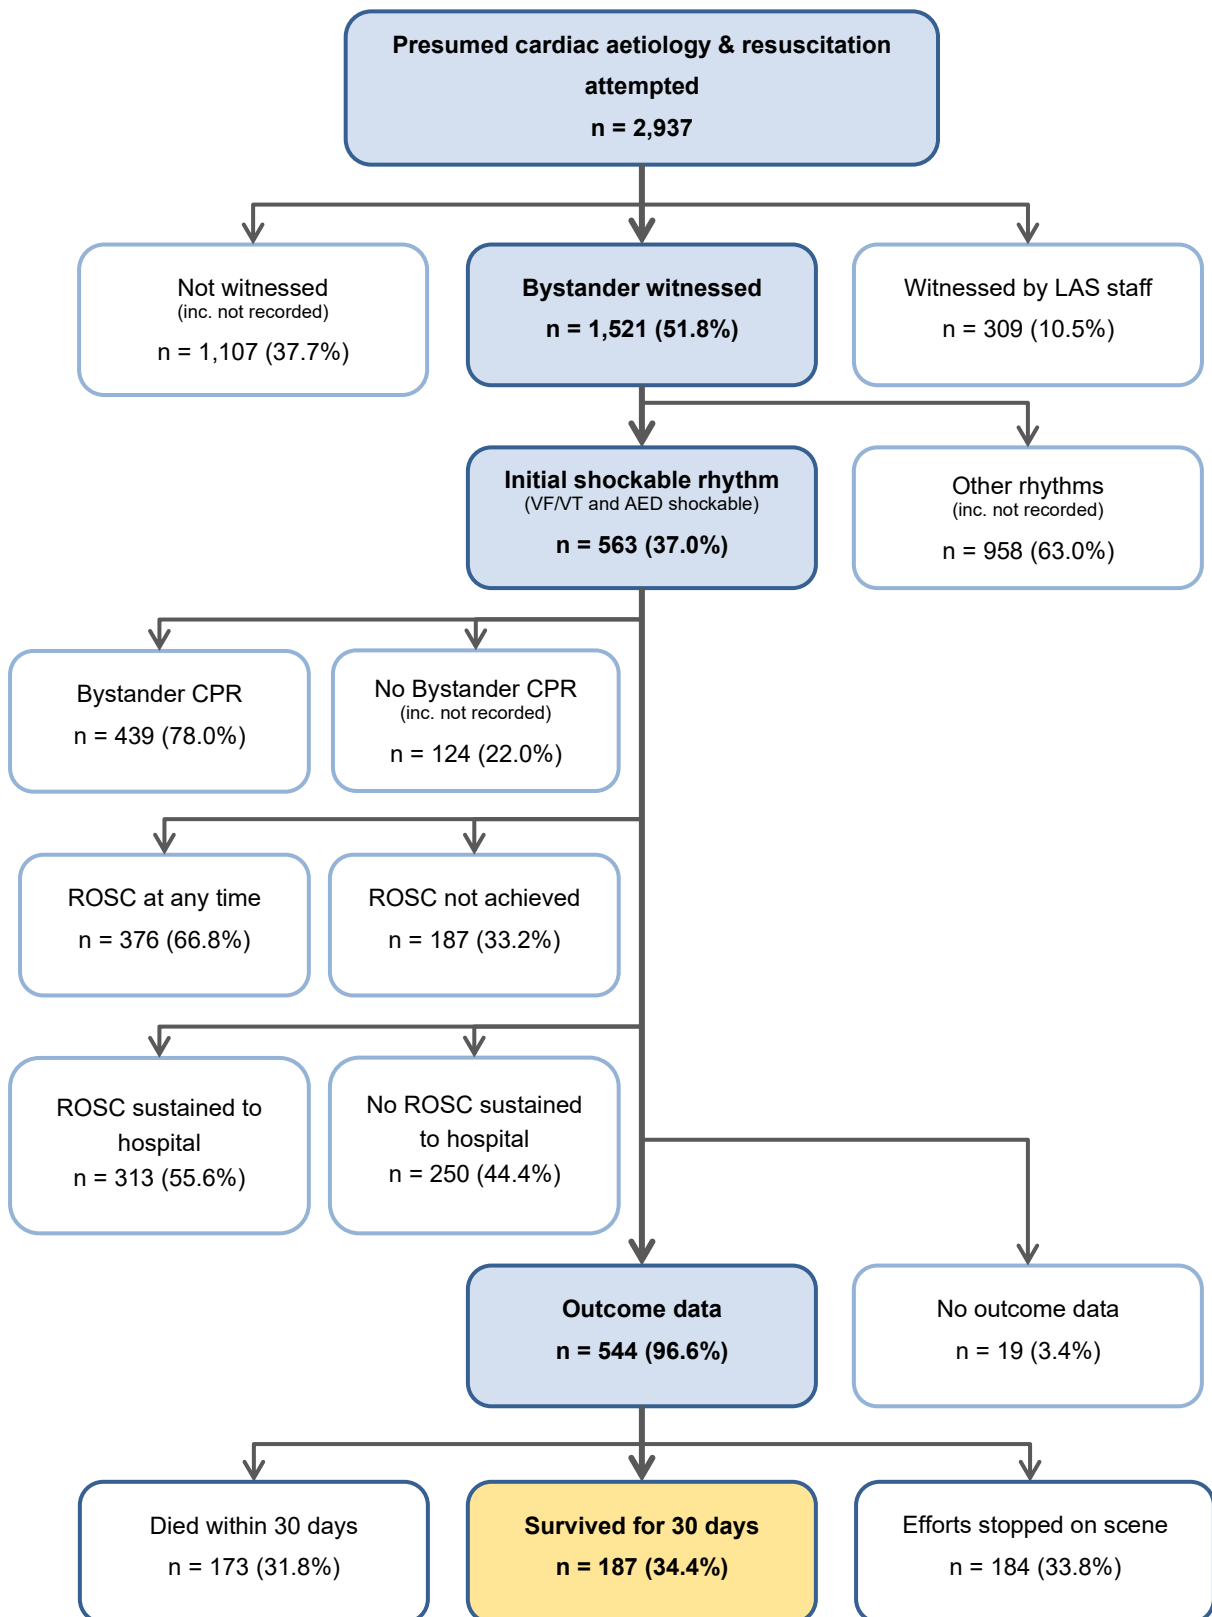 Presumed cardiac aetiology & resuscitation
attempted
n = 2,937
Not witnessed
(inc. not recorded)
n = 1,107 (37.7%)
Bystander witnessed
n = 1,521 (51.8%)
Witnessed by LAS staff
n = 309 (10.5%)
Initial shockable rhythm
(VF/VT and AED shockable)
n = 563 (37.0%)
Other rhythms
(inc. not recorded)
n = 958 (63.0%)
Bystander CPR
n = 439 (78.0%)
No Bystander CPR
(inc. not recorded)
n = 124 (22.0%)
ROSC at any time
n = 376 (66.8%)
ROSC not achieved
n = 187 (33.2%)
ROSC sustained to
hospital
n = 313 (55.6%)
No ROSC sustained
to hospital
n = 250 (44.4%)
Outcome data
n = 544 (96.6%)
No outcome data
n = 19 (3.4%)
Died within 30 days
n = 173 (31.8%)
Survived for 30 days
n = 187 (34.4%)
Efforts stopped on scene
n = 184 (33.8%)